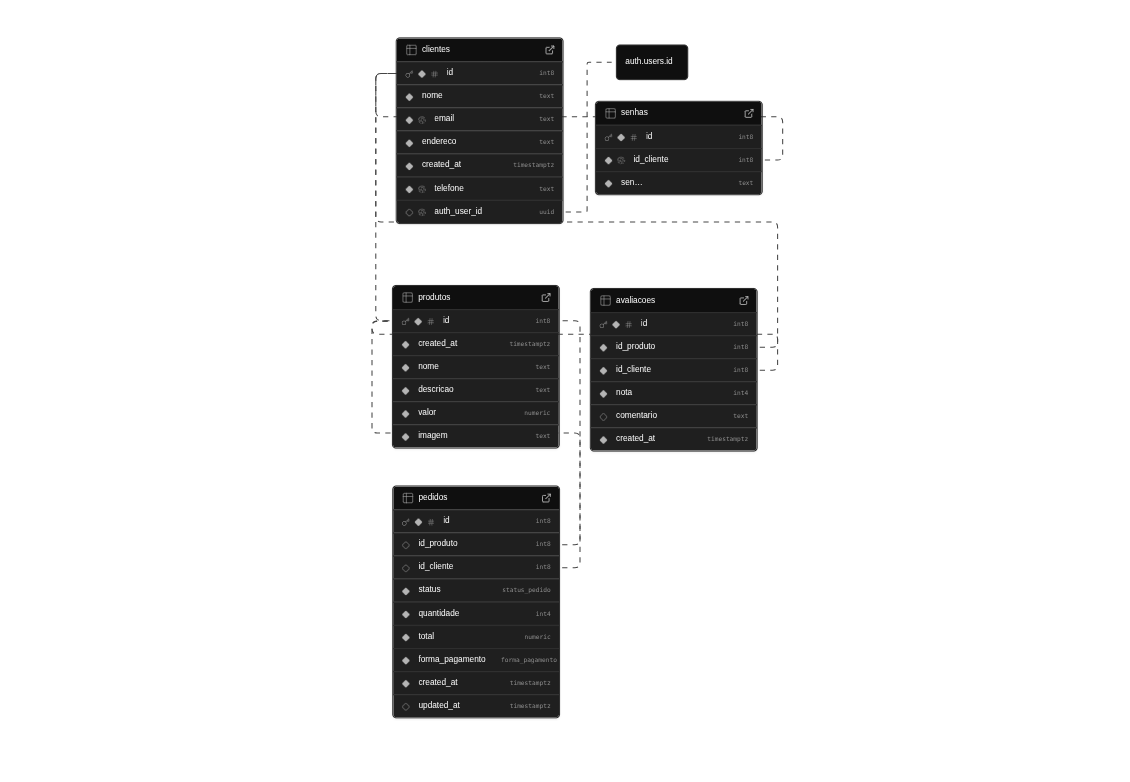 clientes
id int8
nome text
email text
endereco text
created_at timestamptz
telefone text
auth_user_id uuid
auth.users.id
senhas
id int8
id_cliente int8
sen... text
produtos
id int8
created_at timestamptz
nome text
descricao text
valor numeric
imagem text
avaliacoes
id int8
id_produto int8
id_cliente int8
nota int4
comentario text
created_at timestamptz
pedidos
id int8
id_produto int8
id_cliente int8
status status_pedido
quantidade int4
total numeric
forma_pagamento forma_pagamento
created_at timestamptz
updated_at timestamptz